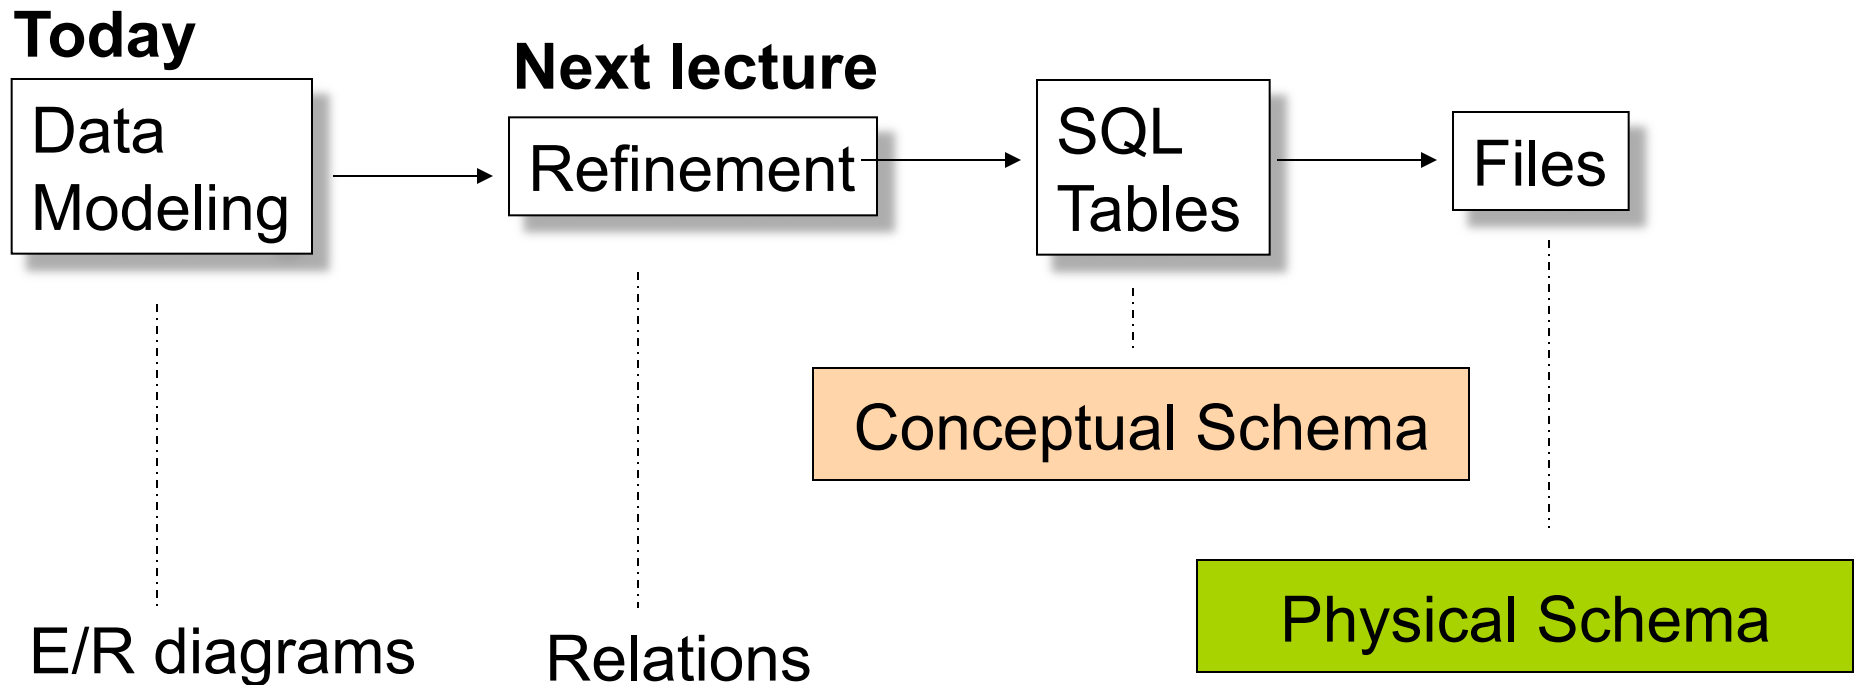 Today
Next lecture
Data
Modeling
Refinement
SQL
Tables
Files
Conceptual Schema
Physical Schema
E/R diagrams
Relations